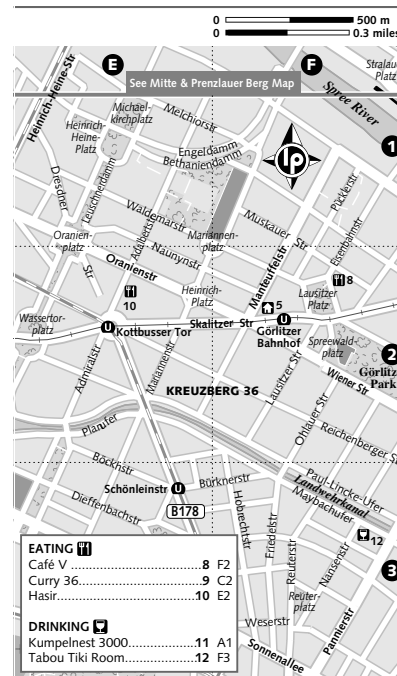 0 500 m
0 0.3 miles
E
F
Stralau
Platz
See Mitte & Prenzlauer Berg Map
Heinrich-Heine-Str
Michael-
kirchplatz
Melchiorstr
Spree River
Heinrich-
Heine-
Platz
Engeldamm
Bethaniendamm
lp
1
Dresdner
Str
Leuschnerdamm
Waldemarstr
Adalbertstr
Mariannen-
platz
Muskauer Str
Pücklerstr
Eisenbahnstr
Oranien-
platz
Naunynstr
Oranienstr
Manteuffelstr
Heinrich-
Platz
10
5
Lausitzer
Platz
8
Wassertor-
platz
U
Kottbusser Tor
Skalitzer Str
U
Görlitzer
Bahnhof
Spreewald-
platz
2
Görlitz
Park
Admiralstr
Mariannenstr
Lausitzer Str
Wiener Str
KREUZBERG 36
Planufer
Ohlauer Str
Reichenberger Str
Böckhstr
Paul-Lincke-Ufer
Landwehrkanal
Maybachufer
Schönleinstr
U
Bürknerstr
Dieffenbachstr
B178
Hobrechtstr
Friedelstr
Reuterstr
Nansenstr
12
3
Reuter-
platz
Pannierstr
Weserstr
Sonnenallee
EATING
Café V 8 F2
Curry 36 9 C2
Hasir 10 E2
DRINKING
Kumpelnest 3000 11 A1
Tabou Tiki Room 12 F3